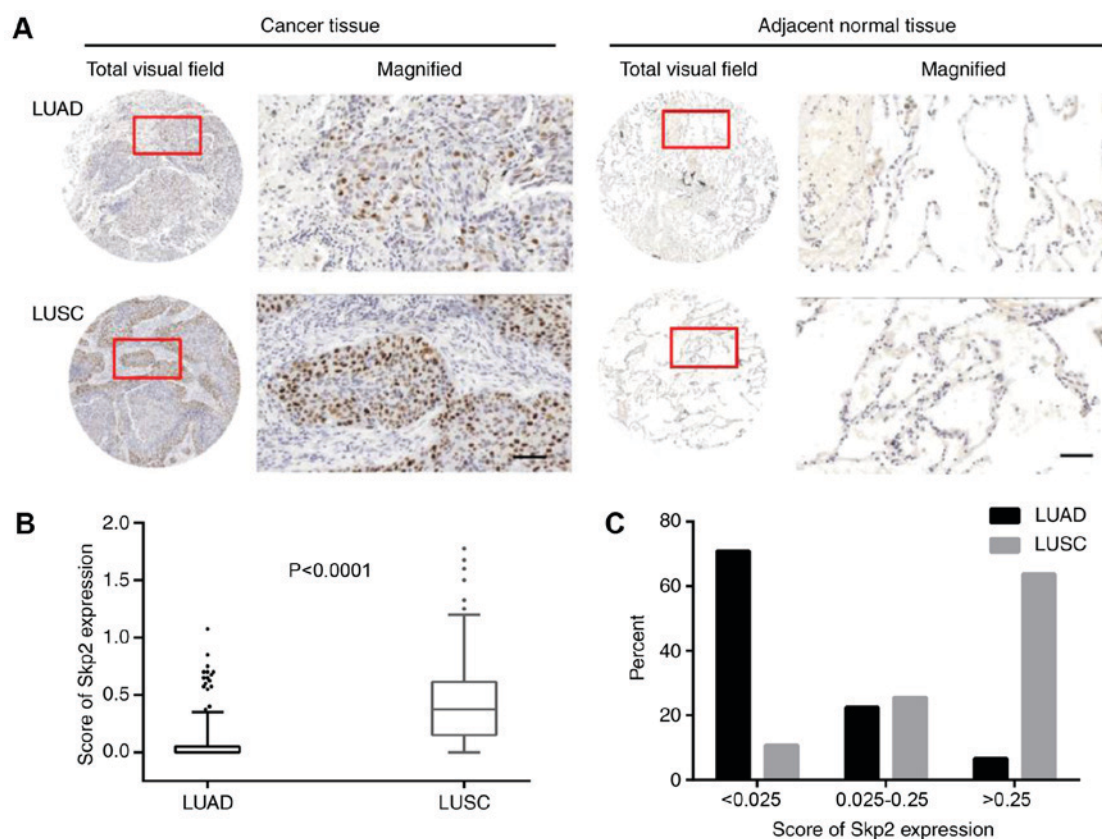 A
Cancer tissue
Adjacent normal tissue
Total visual field
Magnified
Total visual field
Magnified
LUAD
LUSC
B
2.0
1.5
1.0
0.5
0.0
Score of Skp2 expression
P<0.0001
LUAD
LUSC
C
LUAD
LUSC
80
60
40
20
0
Percent
<0.025
0.025-0.25
>0.25
Score of Skp2 expression